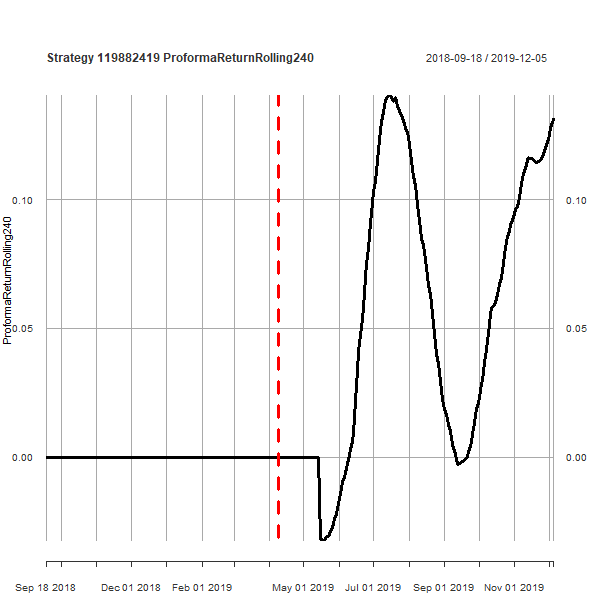 Strategy 119882419 ProformaReturnRolling240
2018-09-18 / 2019-12-05
ProformaReturnRolling240
0.10
0.05
0.00
0.10
0.05
0.00
Sep 18 2018
Dec 01 2018
Feb 01 2019
May 01 2019
Jul 01 2019
Sep 01 2019
Nov 01 2019